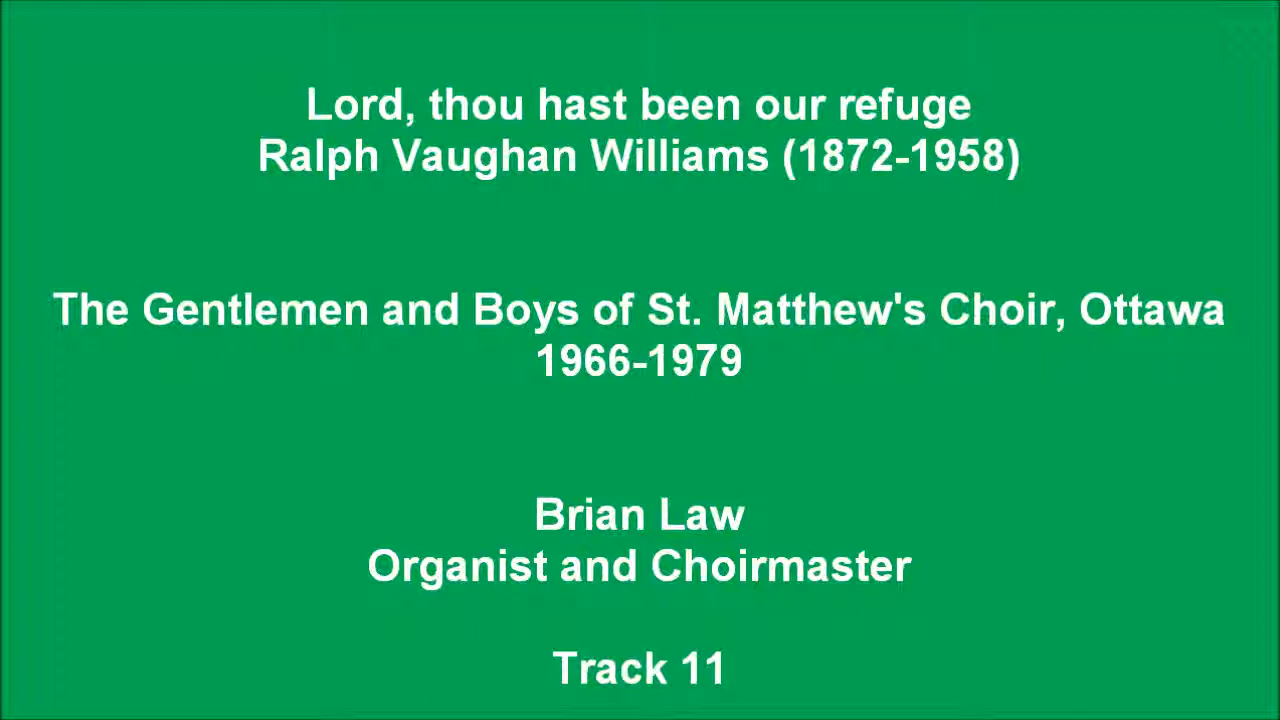 Lord, thou hast been our refuge
Ralph Vaughan Williams (1872-1958)
The Gentlemen and Boys of St. Matthew's Choir, Ottawa
1966-1979
Brian Law
Organist and Choirmaster
Track 11